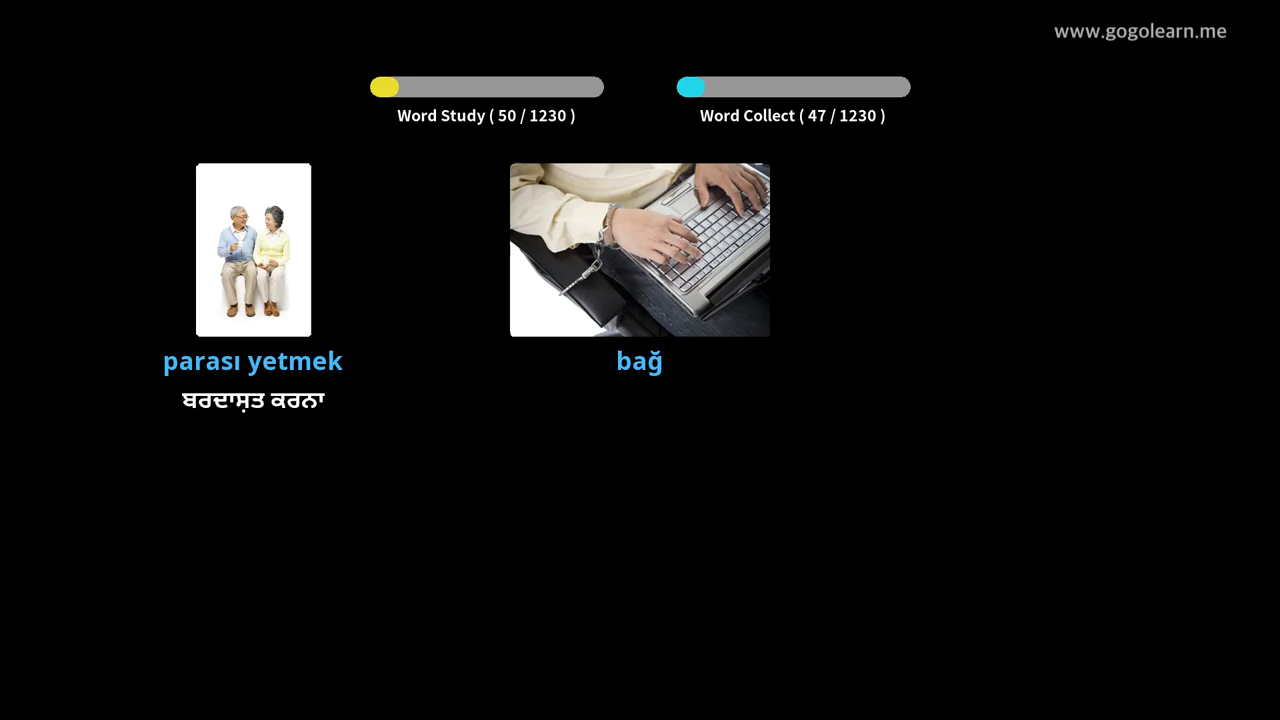 www.gogolearn.me
Word Study ( 50 / 1230 )
Word Collect ( 47 / 1230 )
parası yetmek
bağ
ਬਰਦਾਸ਼ਤ ਕਰਨਾ